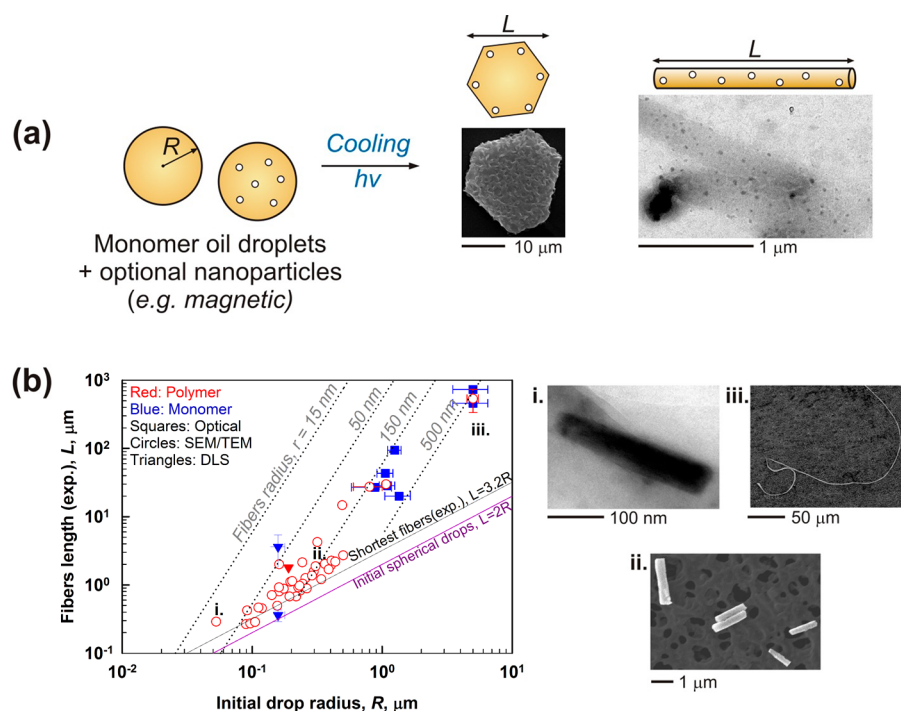 (a)
R
Monomer oil droplets
+ optional nanoparticles
(e.g. magnetic)
Cooling
hν
L
10 μm
L
1 μm
(b)
Fibers length (exp.), L, μm
10³
10²
10¹
10⁰
10⁻¹
Red: Polymer
Blue: Monomer
Squares: Optical
Circles: SEM/TEM
Triangles: DLS
Fibers radius, r = 15 nm
50 nm
150 nm
500 nm
iii.
ii.
i.
Shortest fibers(exp.), L=3.2R
Initial spherical drops, L=2R
10⁻²
10⁻¹
10⁰
10¹
Initial drop radius, R, μm
i.
100 nm
iii.
50 μm
ii.
1 μm